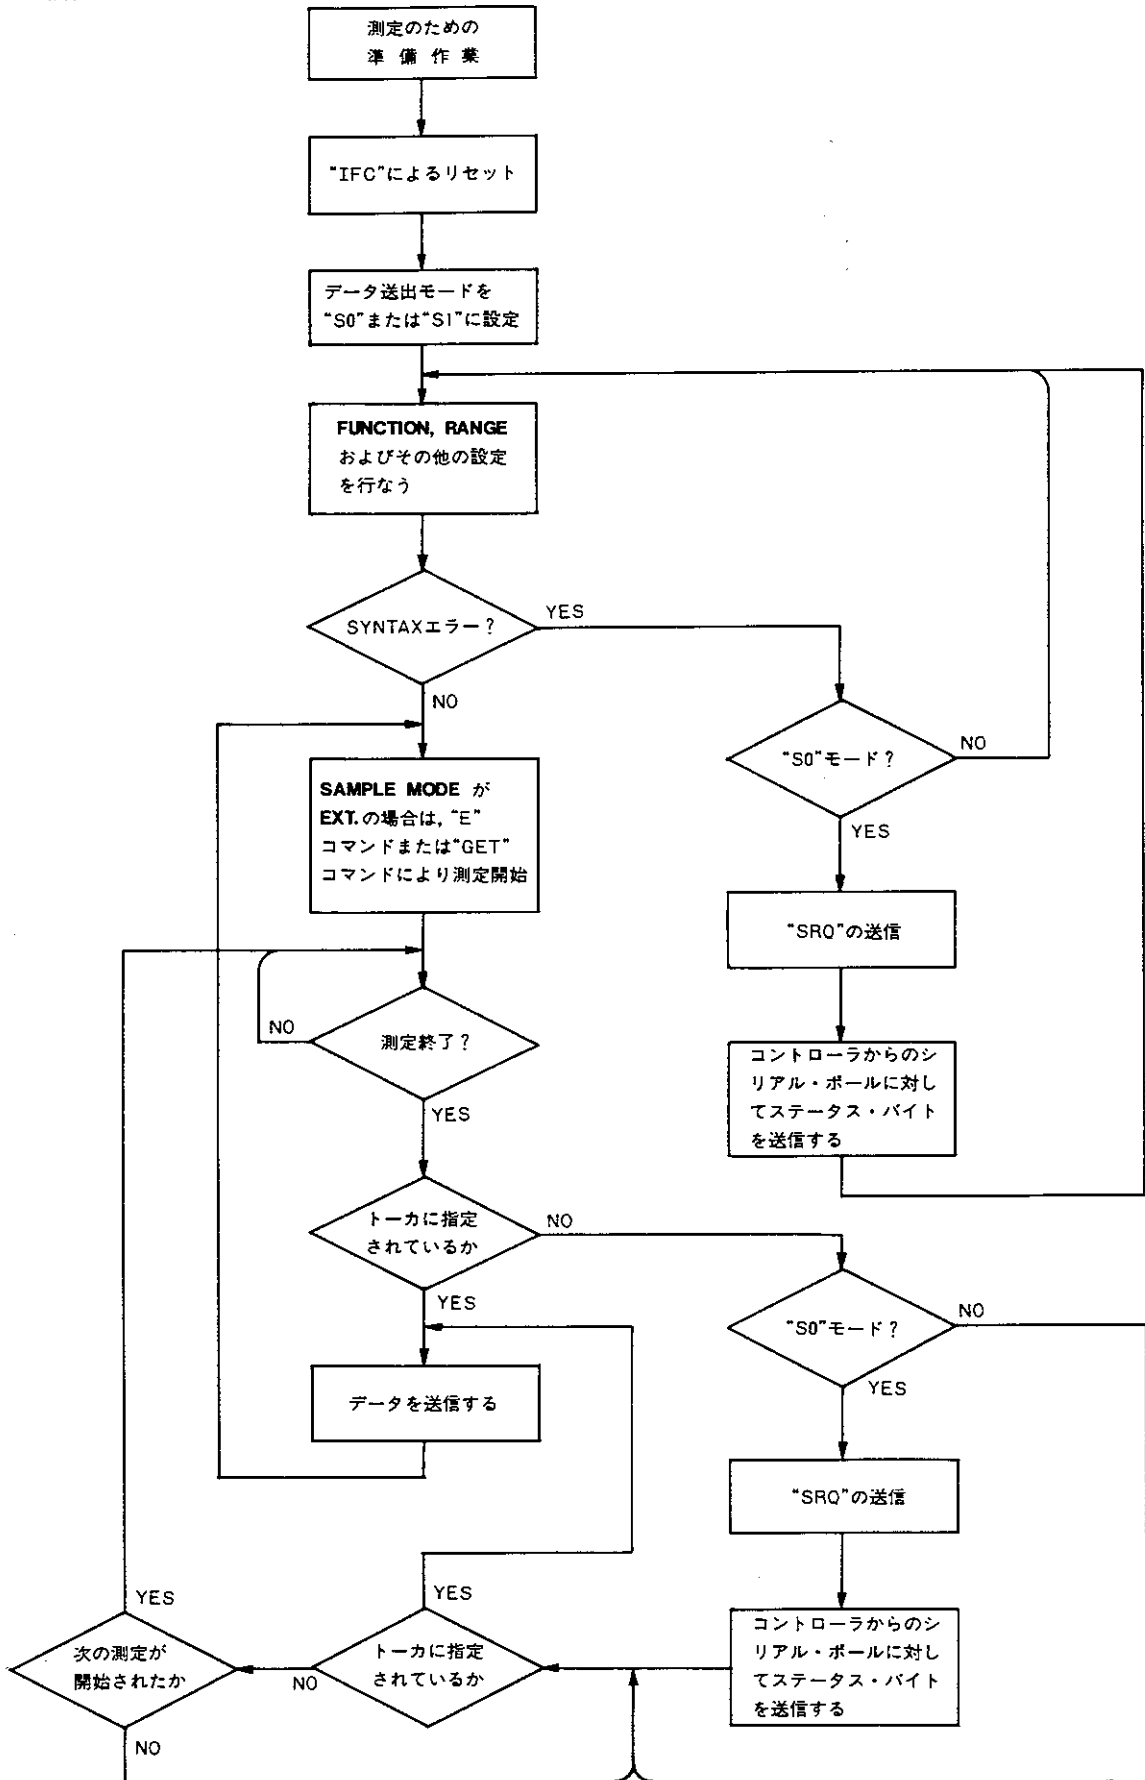 測定のための
準備作業
"IFC"によるリセット
データ送出モードを
"S0"または"S1"に設定
FUNCTION, RANGE
およびその他の設定
を行なう
SYNTAXエラー?
YES
NO
"S0"モード?
NO
YES
SAMPLE MODE が
EXT.の場合は, "E"
コマンドまたは"GET"
コマンドにより測定開始
"SRQ"の送信
測定終了?
NO
YES
コントローラからのシ
リアル・ポールに対し
てステータス・バイト
を送信する
トーカに指定
されているか
NO
YES
"S0"モード?
NO
YES
データを送信する
"SRQ"の送信
コントローラからのシ
リアル・ポールに対し
てステータス・バイト
を送信する
トーカに指定
されているか
YES
NO
次の測定が
開始されたか
YES
NO